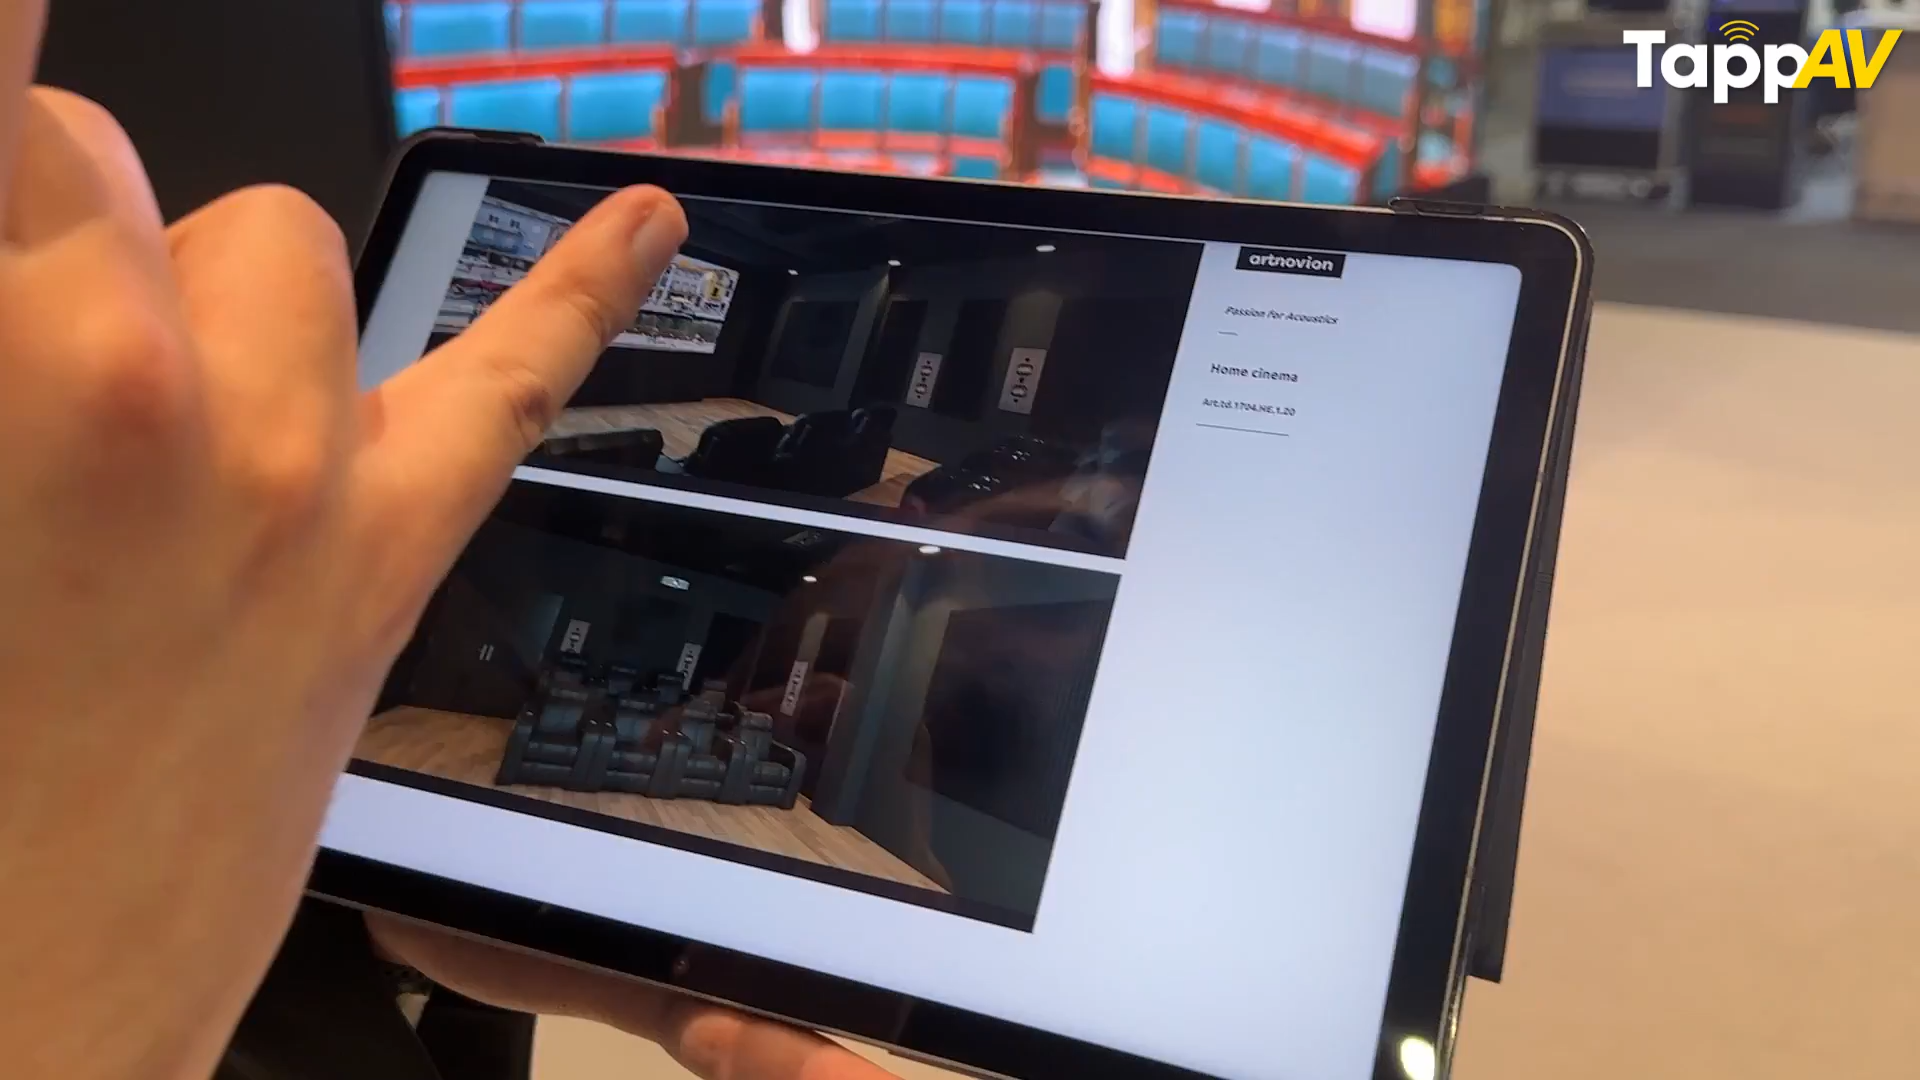 TappAV
artnovion
Passion for Acoustics
Home cinema
Art.td.1704.HE.1.20